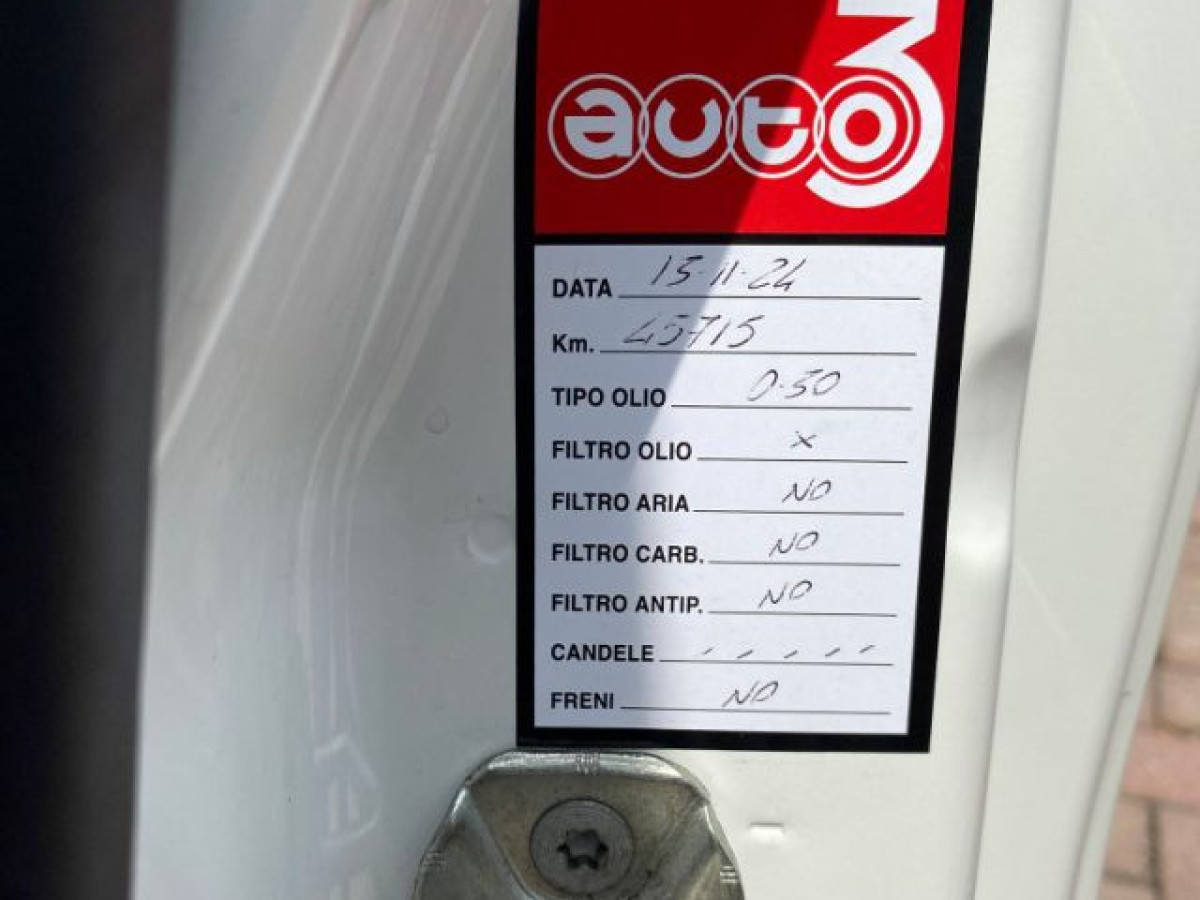 auto3
DATA 15-11-24
Km. 45715
TIPO OLIO 0-30
FILTRO OLIO x
FILTRO ARIA NO
FILTRO CARB. NO
FILTRO ANTIP. NO
CANDELE - - - - -
FRENI NO